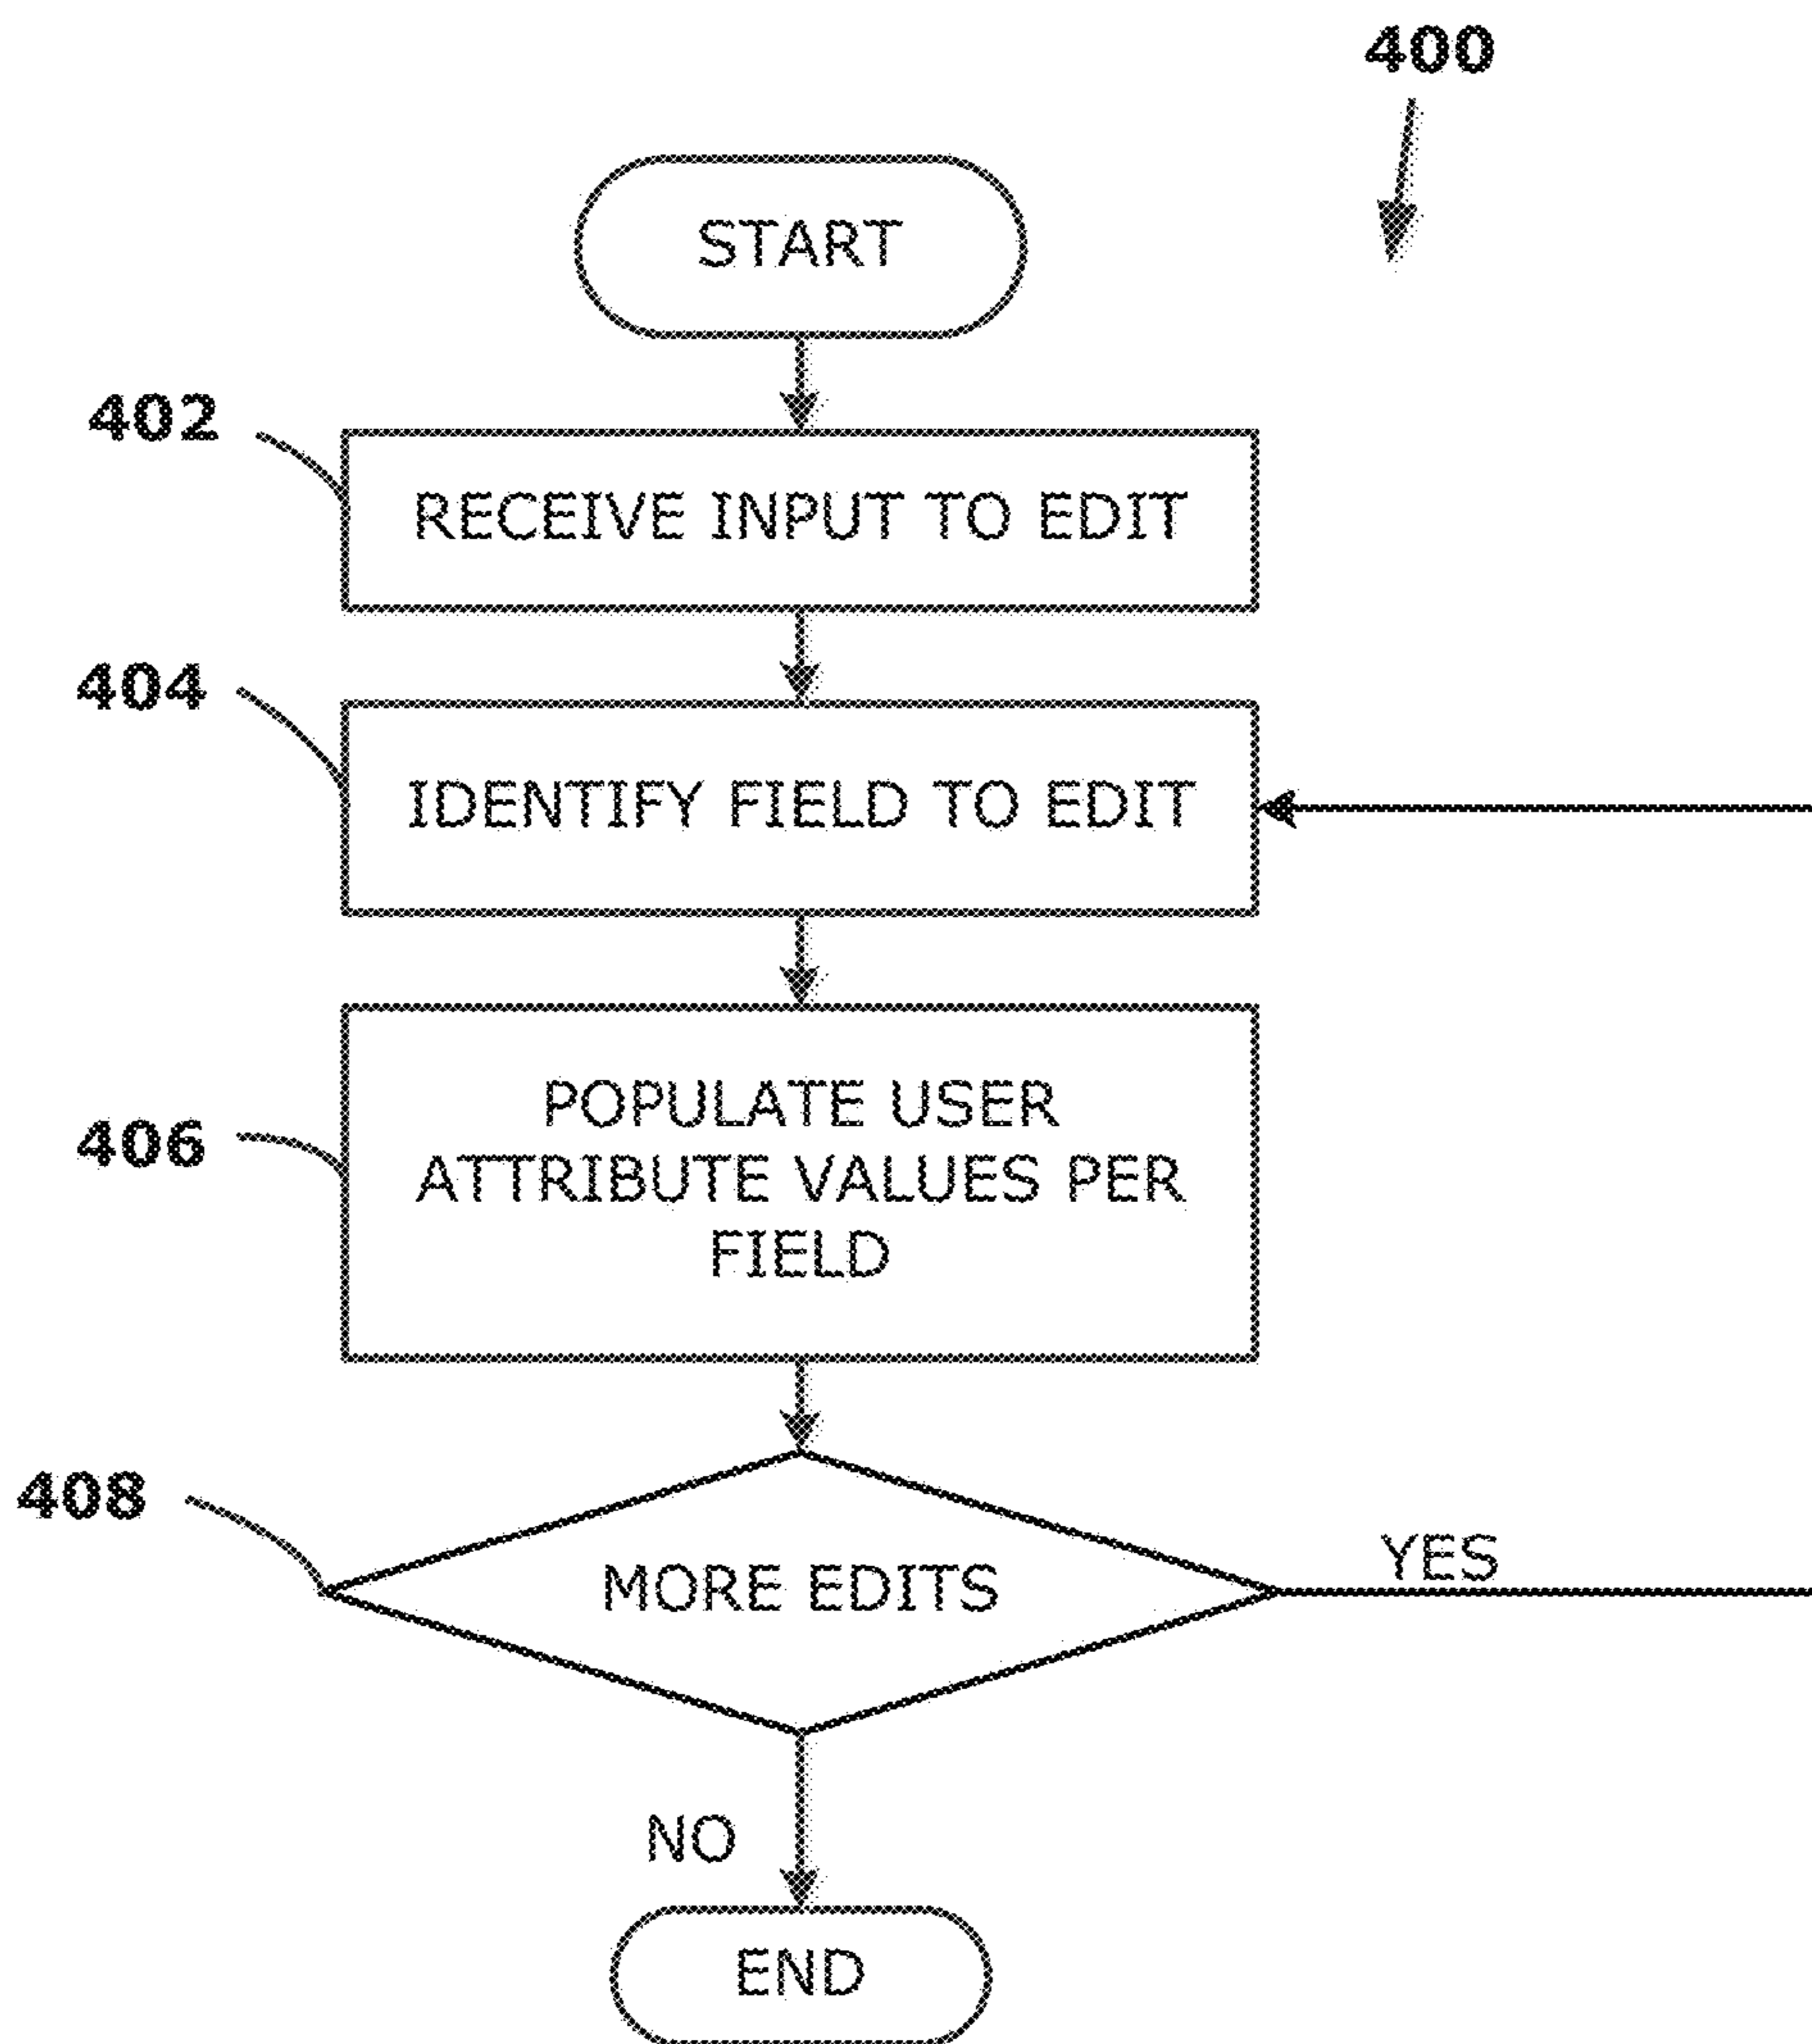 400
START
402
RECEIVE INPUT TO EDIT
404
IDENTIFY FIELD TO EDIT
406
POPULATE USER
ATTRIBUTE VALUES PER
FIELD
408
MORE EDITS
YES
NO
END